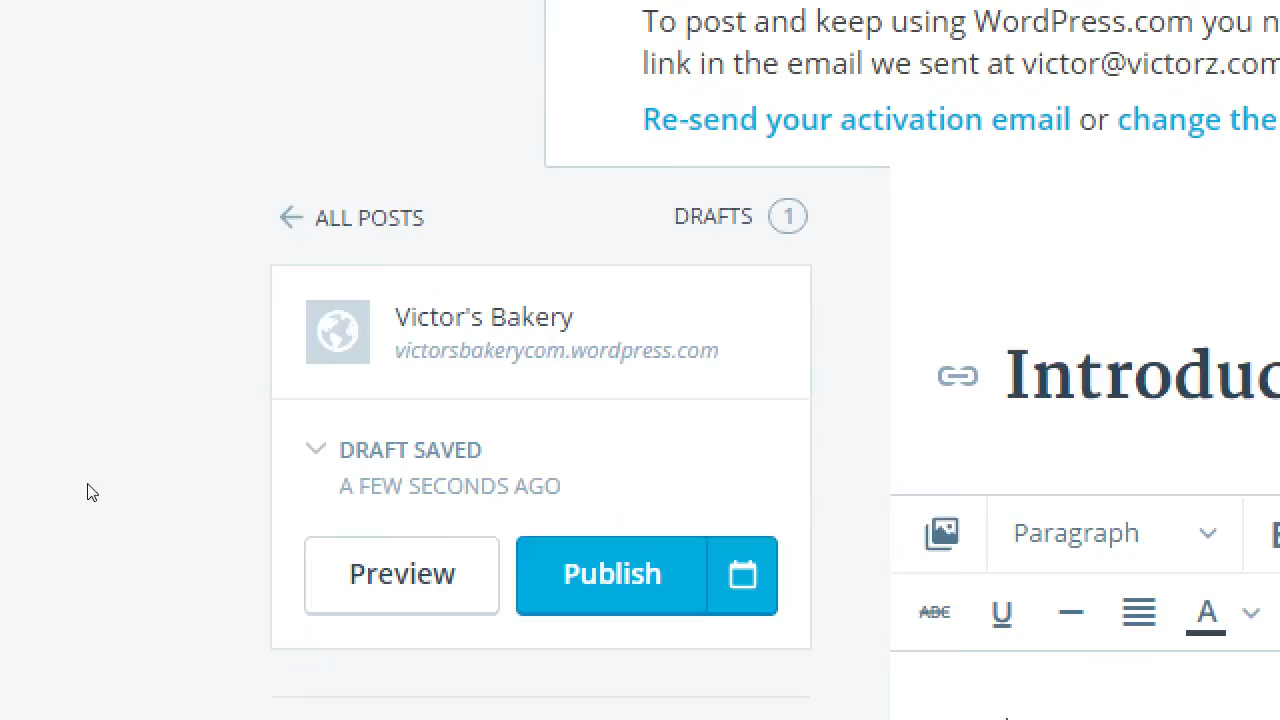 To post and keep using WordPress.com you n
link in the email we sent at victor@victorz.com
Re-send your activation email or change the
ALL POSTS
DRAFTS 1
Victor's Bakery
victorsbakerycom.wordpress.com
DRAFT SAVED
A FEW SECONDS AGO
Preview
Publish
Introduc
Paragraph
ABC U A